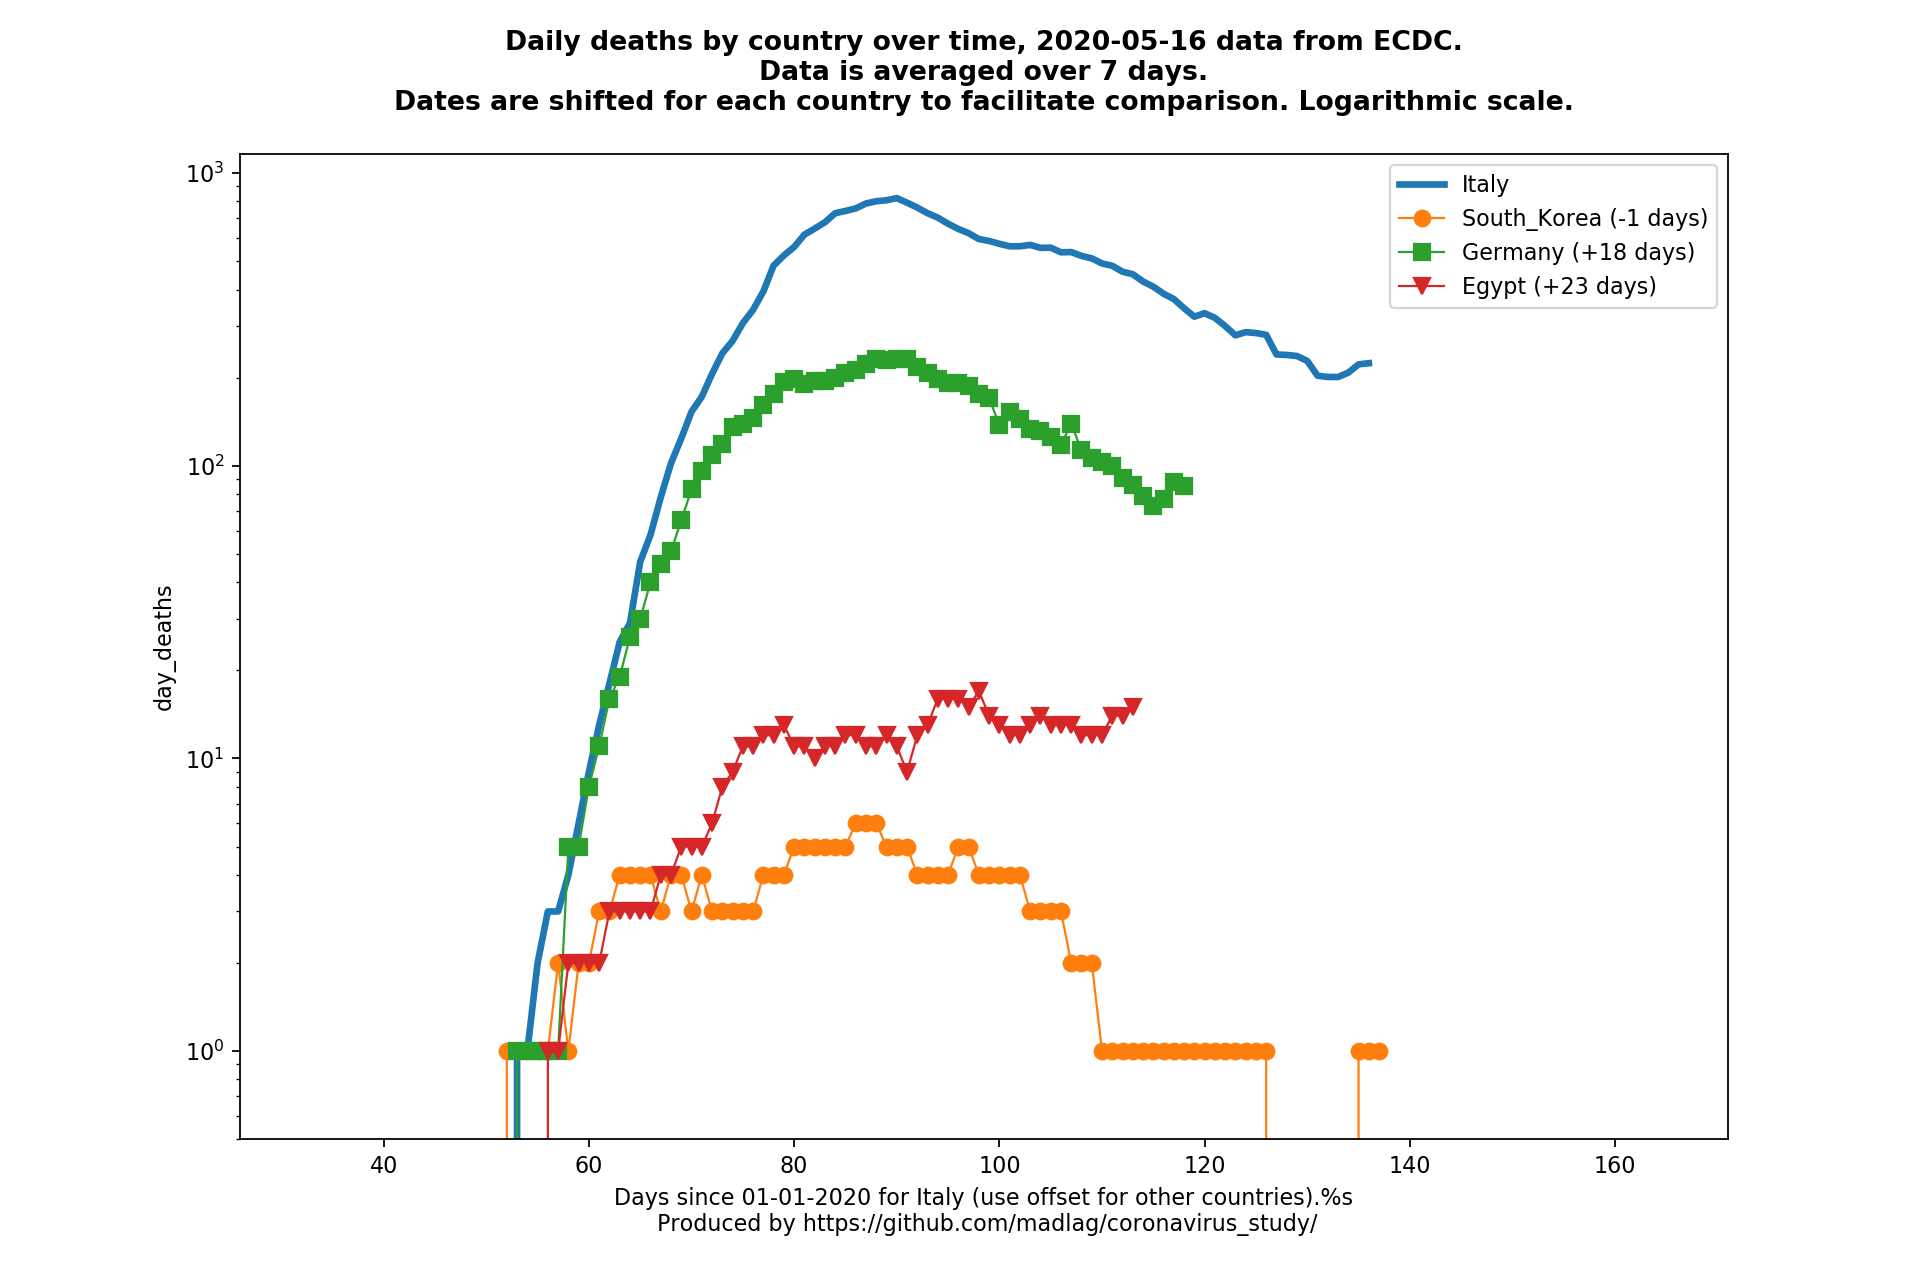 Daily deaths by country over time, 2020-05-16 data from ECDC.
Data is averaged over 7 days.
Dates are shifted for each country to facilitate comparison. Logarithmic scale.
10³
10²
10¹
10⁰
day_deaths
Italy
South_Korea (-1 days)
Germany (+18 days)
Egypt (+23 days)
40 60 80 100 120 140 160
Days since 01-01-2020 for Italy (use offset for other countries).%s
Produced by https://github.com/madlag/coronavirus_study/